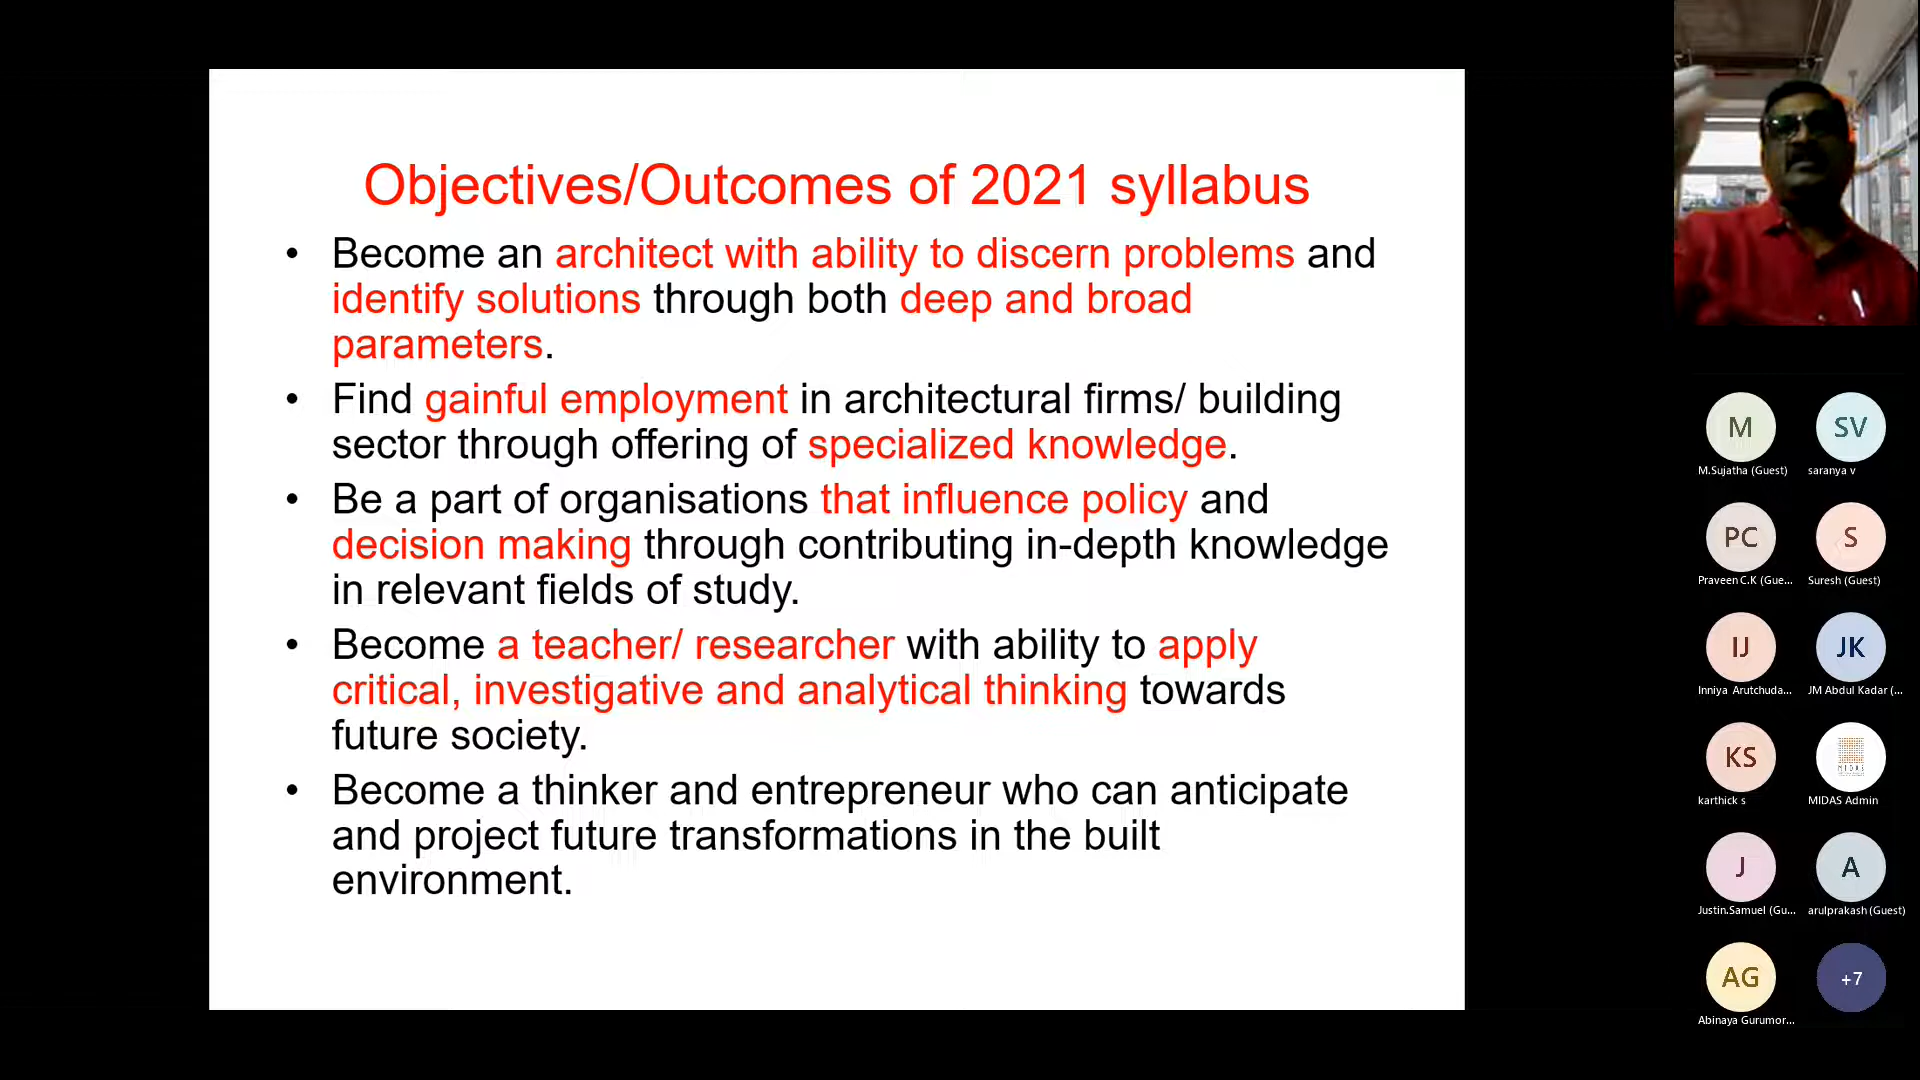 Objectives/Outcomes of 2021 syllabus
• Become an architect with ability to discern problems and
identify solutions through both deep and broad
parameters.
• Find gainful employment in architectural firms/ building
sector through offering of specialized knowledge.
• Be a part of organisations that influence policy and
decision making through contributing in-depth knowledge
in relevant fields of study.
• Become a teacher/ researcher with ability to apply
critical, investigative and analytical thinking towards
future society.
• Become a thinker and entrepreneur who can anticipate
and project future transformations in the built
environment.
M
SV
M.Sujatha (Guest)
saranya v
PC
S
Praveen C.K (Gue...
Suresh (Guest)
IJ
JK
Inniya Arutchuda...
JM Abdul Kadar (...
KS
MIDAS
karthick s
MIDAS Admin
J
A
Justin.Samuel (Gu...
arulprakash (Guest)
AG
+7
Abinaya Gurumor...